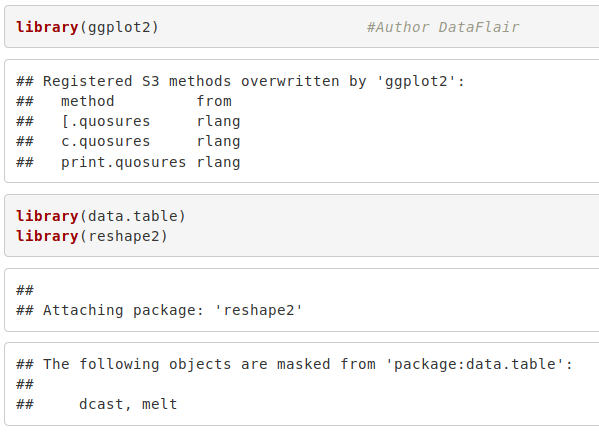 library(ggplot2) #Author DataFlair
## Registered S3 methods overwritten by 'ggplot2':
## method from
## [.quosures rlang
## c.quosures rlang
## print.quosures rlang
library(data.table)
library(reshape2)
##
## Attaching package: 'reshape2'
## The following objects are masked from 'package:data.table':
##
## dcast, melt